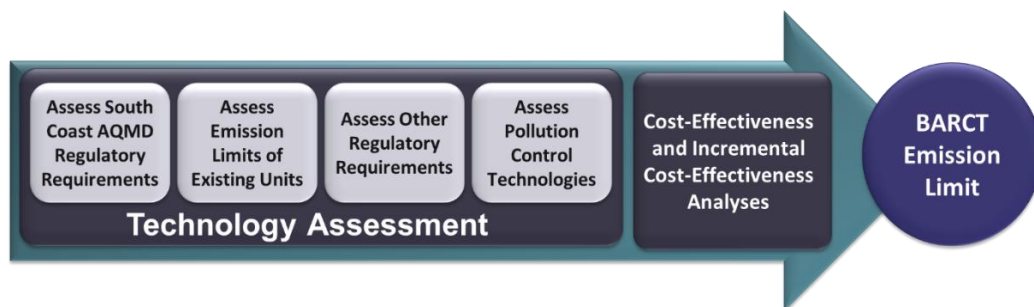 Assess South
Coast AQMD
Regulatory
Requirements
Assess
Emission
Limits of
Existing Units
Assess Other
Regulatory
Requirements
Assess
Pollution
Control
Technologies
Technology Assessment
Cost-Effectiveness
and Incremental
Cost-Effectiveness
Analyses
BARCT
Emission
Limit